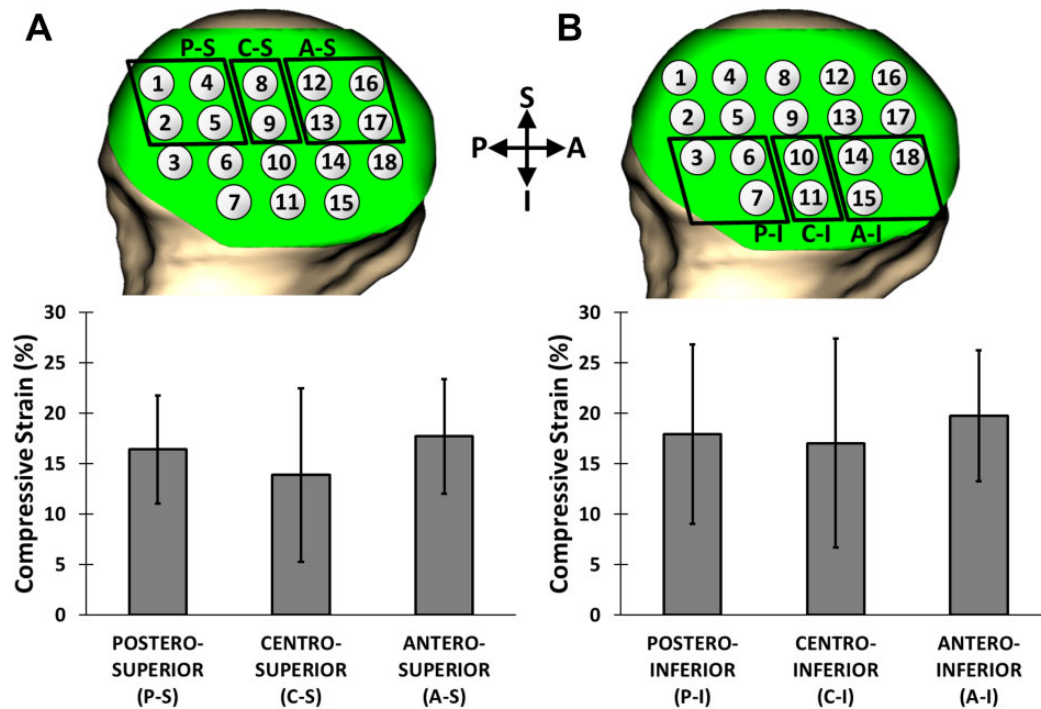 A
P-S C-S A-S
1 4 8 12 16
2 5 9 13 17
3 6 10 14 18
7 11 15
S
P A
I
B
1 4 8 12 16
2 5 9 13 17
3 6 10 14 18
7 11 15
P-I C-I A-I
Compressive Strain (%)
30
25
20
15
10
5
0
POSTERO-
SUPERIOR
(P-S)
CENTRO-
SUPERIOR
(C-S)
ANTERO-
SUPERIOR
(A-S)
Compressive Strain (%)
30
25
20
15
10
5
0
POSTERO-
INFERIOR
(P-I)
CENTRO-
INFERIOR
(C-I)
ANTERO-
INFERIOR
(A-I)